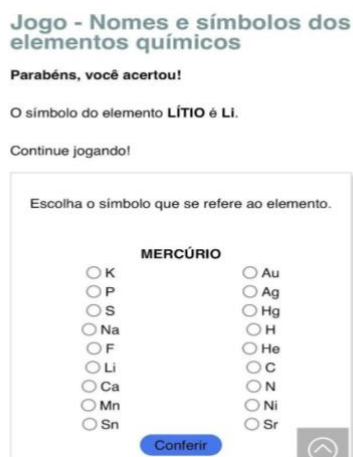 Jogo - Nomes e símbolos dos
elementos químicos
Parabéns, você acertou!
O símbolo do elemento LÍTIO é Li.
Continue jogando!
Escolha o símbolo que se refere ao elemento.
MERCÚRIO
K Au
P Ag
S Hg
Na H
F He
Li C
Ca N
Mn Ni
Sn Sr
Conferir